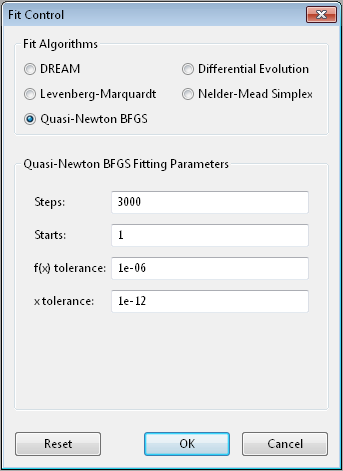 Fit Control
Fit Algorithms
DREAM Differential Evolution
Levenberg-Marquardt Nelder-Mead Simplex
Quasi-Newton BFGS
Quasi-Newton BFGS Fitting Parameters
Steps: 3000
Starts: 1
f(x) tolerance: 1e-06
x tolerance: 1e-12
Reset OK Cancel